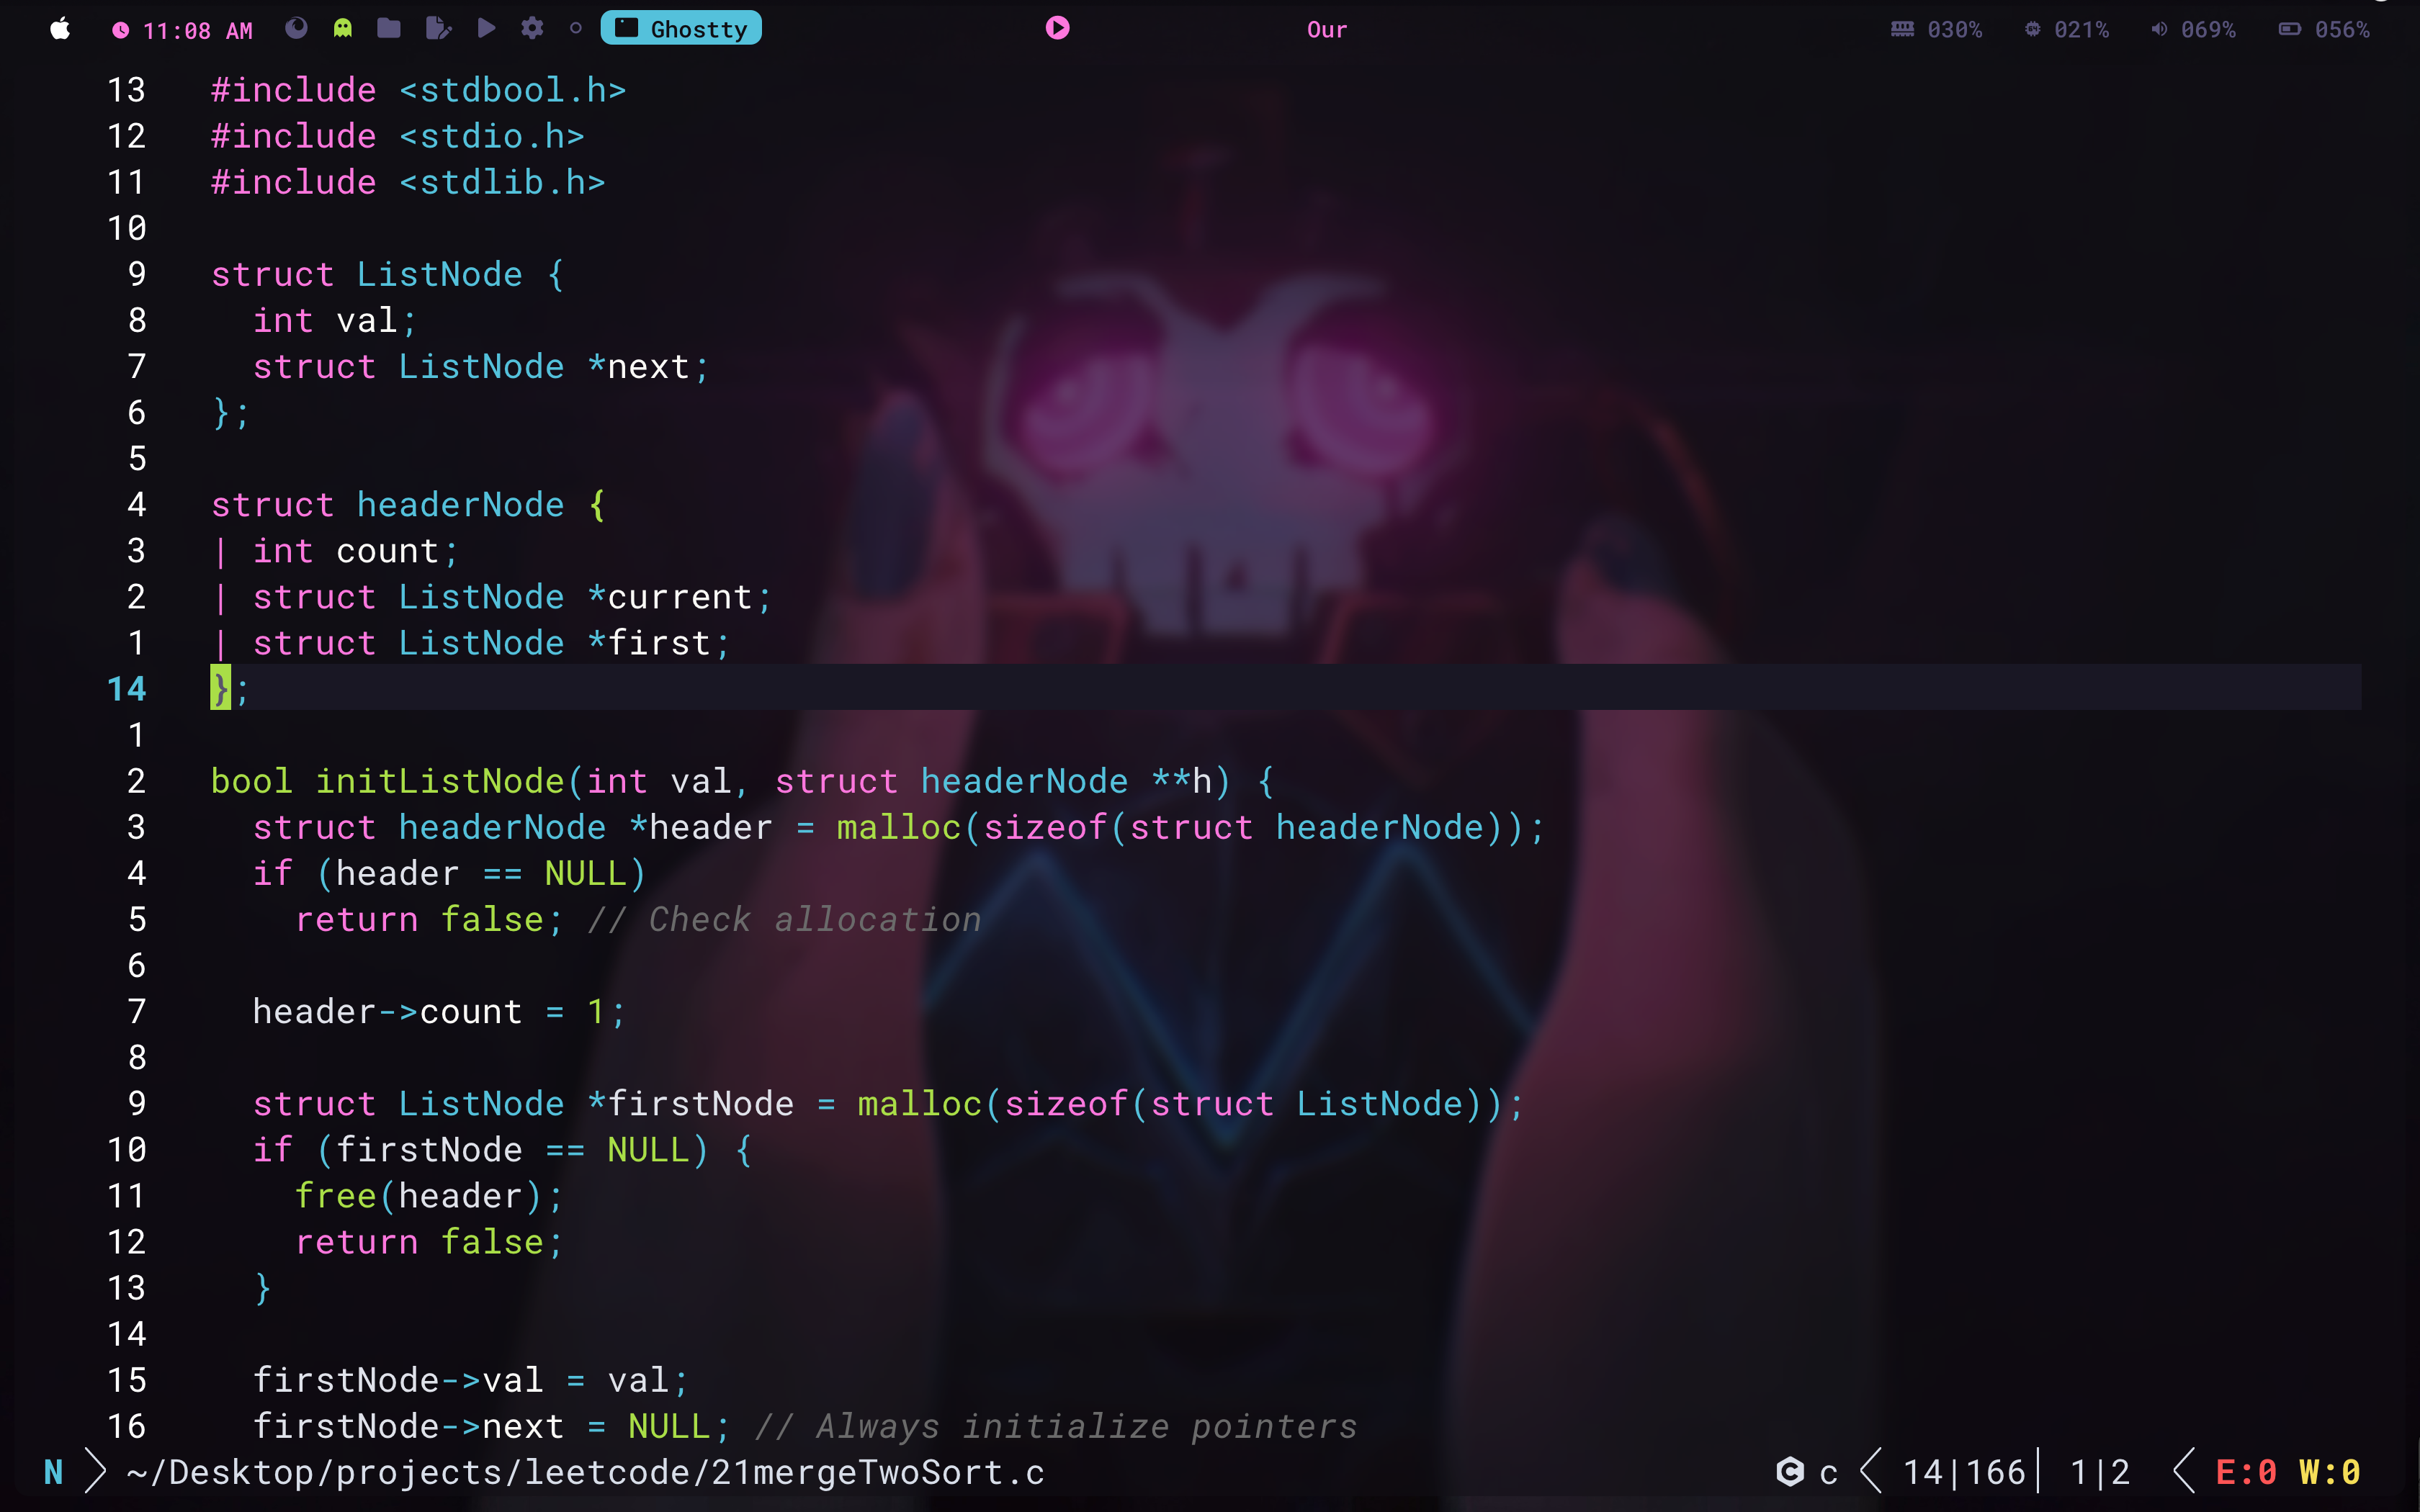 11:08 AM Ghostty Our 030% 021% 069% 056%
13 #include <stdbool.h>
12 #include <stdio.h>
11 #include <stdlib.h>
10
9 struct ListNode {
8 int val;
7 struct ListNode *next;
6 };
5
4 struct headerNode {
3 | int count;
2 | struct ListNode *current;
1 | struct ListNode *first;
14 };
1
2 bool initListNode(int val, struct headerNode **h) {
3 struct headerNode *header = malloc(sizeof(struct headerNode));
4 if (header == NULL)
5 return false; // Check allocation
6
7 header->count = 1;
8
9 struct ListNode *firstNode = malloc(sizeof(struct ListNode));
10 if (firstNode == NULL) {
11 free(header);
12 return false;
13 }
14
15 firstNode->val = val;
16 firstNode->next = NULL; // Always initialize pointers
N ~/Desktop/projects/leetcode/21mergeTwoSort.c C c 14|166| 1|2 E:0 W:0